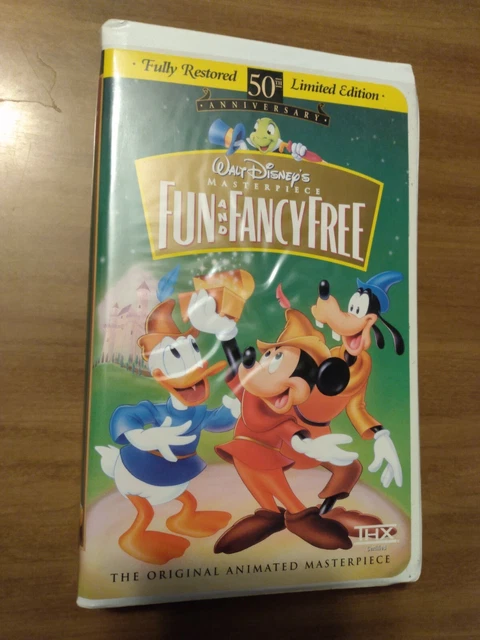 Fully Restored 50TH Limited Edition
ANNIVERSARY
WALT DISNEY'S
MASTERPIECE
FUN AND FANCY FREE
THX
THE ORIGINAL ANIMATED MASTERPIECE